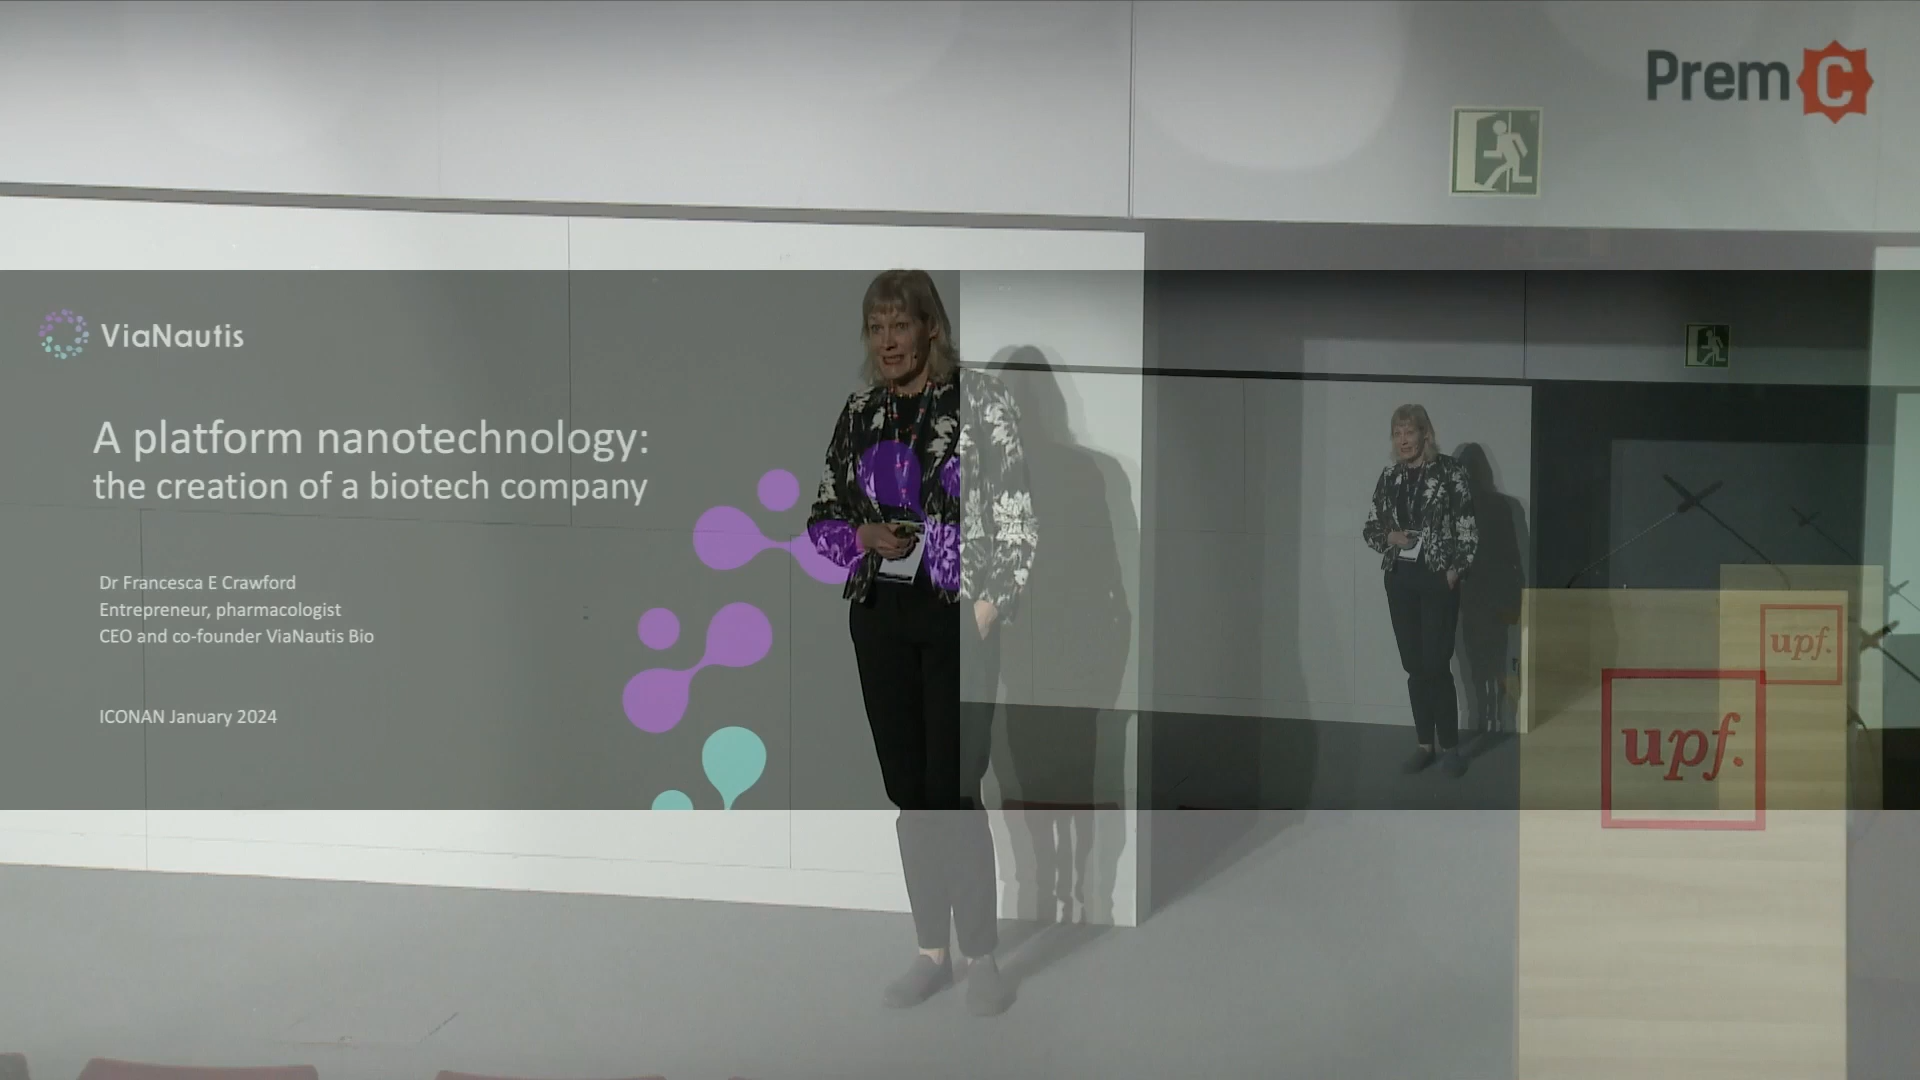 Prem C
ViaNautis
A platform nanotechnology:
the creation of a biotech company
Dr Francesca E Crawford
Entrepreneur, pharmacologist
CEO and co-founder ViaNautis Bio
ICONAN January 2024
upf.
upf.